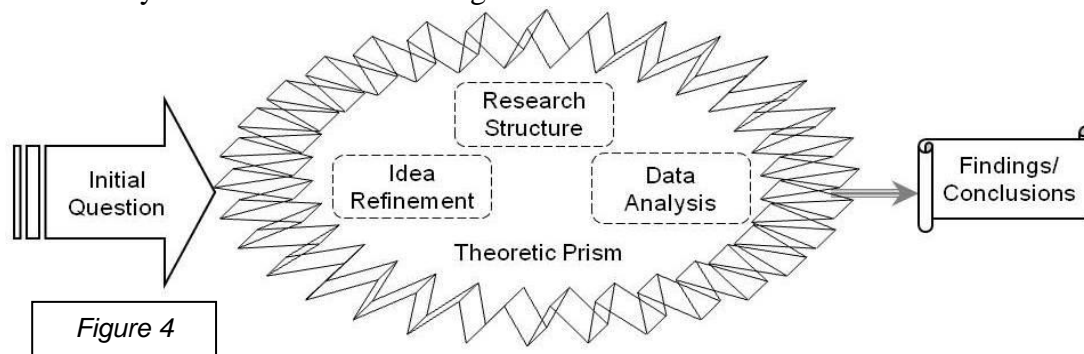 Research
Structure
Initial
Question
Idea
Refinement
Data
Analysis
Findings/
Conclusions
Theoretic Prism
Figure 4